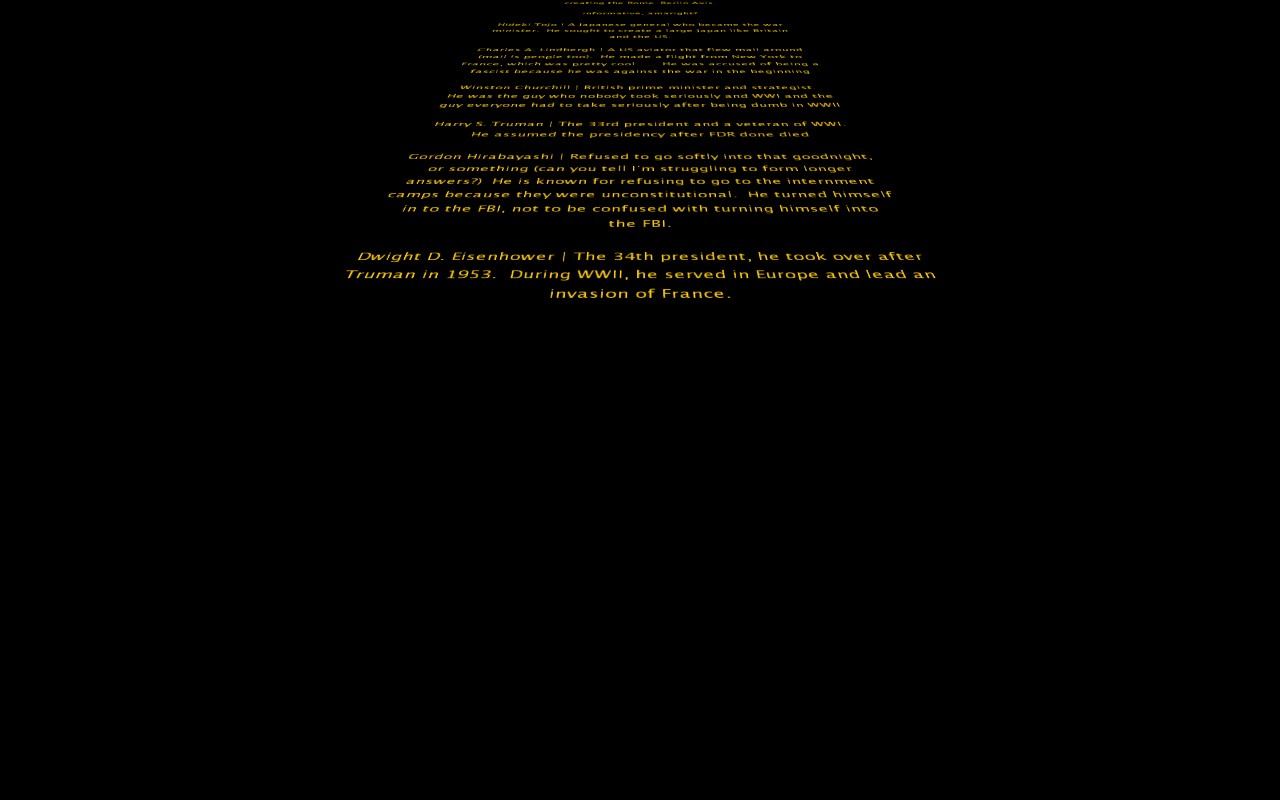 creating the Rome-Berlin Axis
informative, amaright?
Hideki Tojo | A Japanese general who became the war
minister.  He sought to create a large Japan like Britain
and the US.
Charles A. Lindbergh | A US aviator that flew mail around
(mail is people too).  He made a flight from New York to
France, which was pretty cool      He was accused of being a
fascist because he was against the war in the beginning
Winston Churchill | British prime minister and strategist.
He was the guy who nobody took seriously and WWI and the
guy everyone had to take seriously after being dumb in WWII
Harry S. Truman | The 33rd president and a veteran of WWI.
He assumed the presidency after FDR done died
Gordon Hirabayashi | Refused to go softly into that goodnight,
or something (can you tell I'm struggling to form longer
answers?)  He is known for refusing to go to the internment
camps because they were unconstitutional.  He turned himself
in to the FBI, not to be confused with turning himself into
the FBI.
Dwight D. Eisenhower | The 34th president, he took over after
Truman in 1953.  During WWII, he served in Europe and lead an
invasion of France.